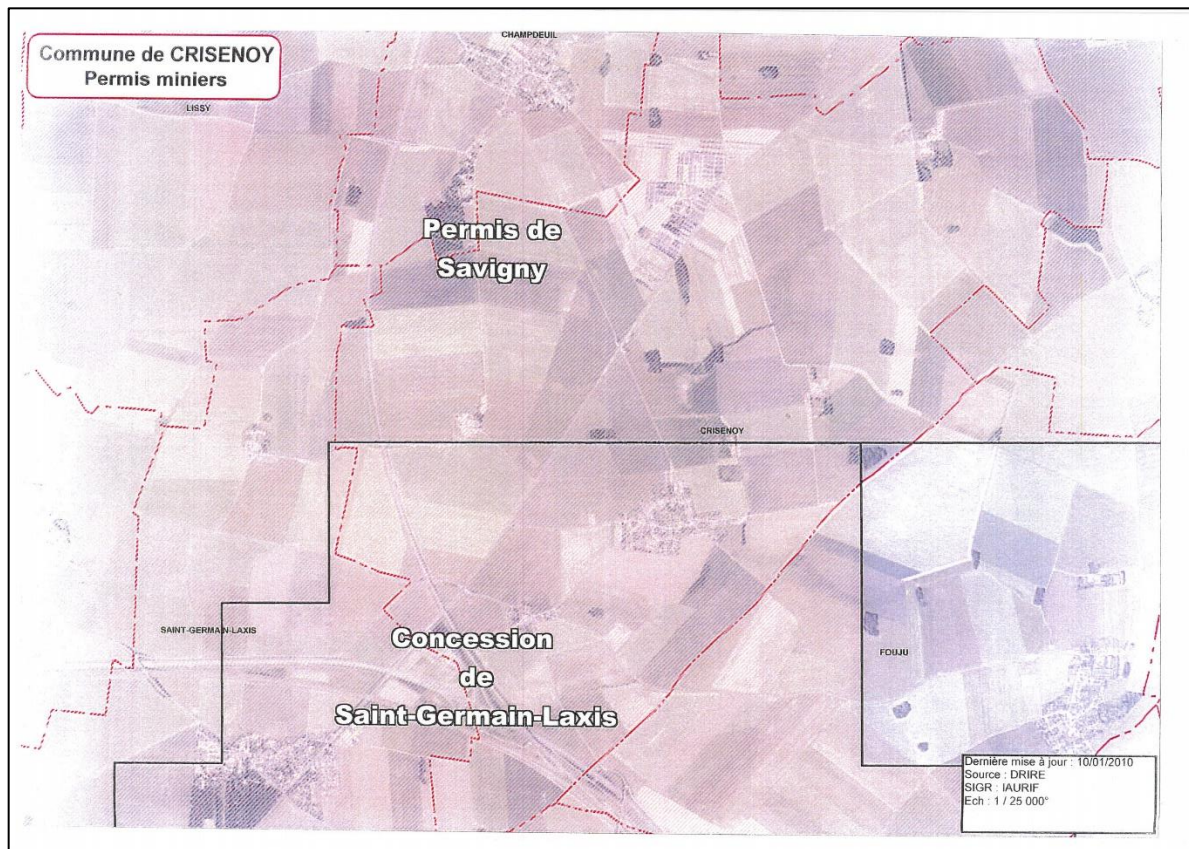 Commune de CRISENOY
Permis miniers
CHAMPDEUIL
LISSY
Permis de
Savigny
CRISENOY
SAINT-GERMAIN-LAXIS
Concession
de
Saint-Germain-Laxis
FOUJU
Dernière mise à jour : 10/01/2010
Source : DRIRE
SIGR : IAURIF
Ech : 1 / 25 000°